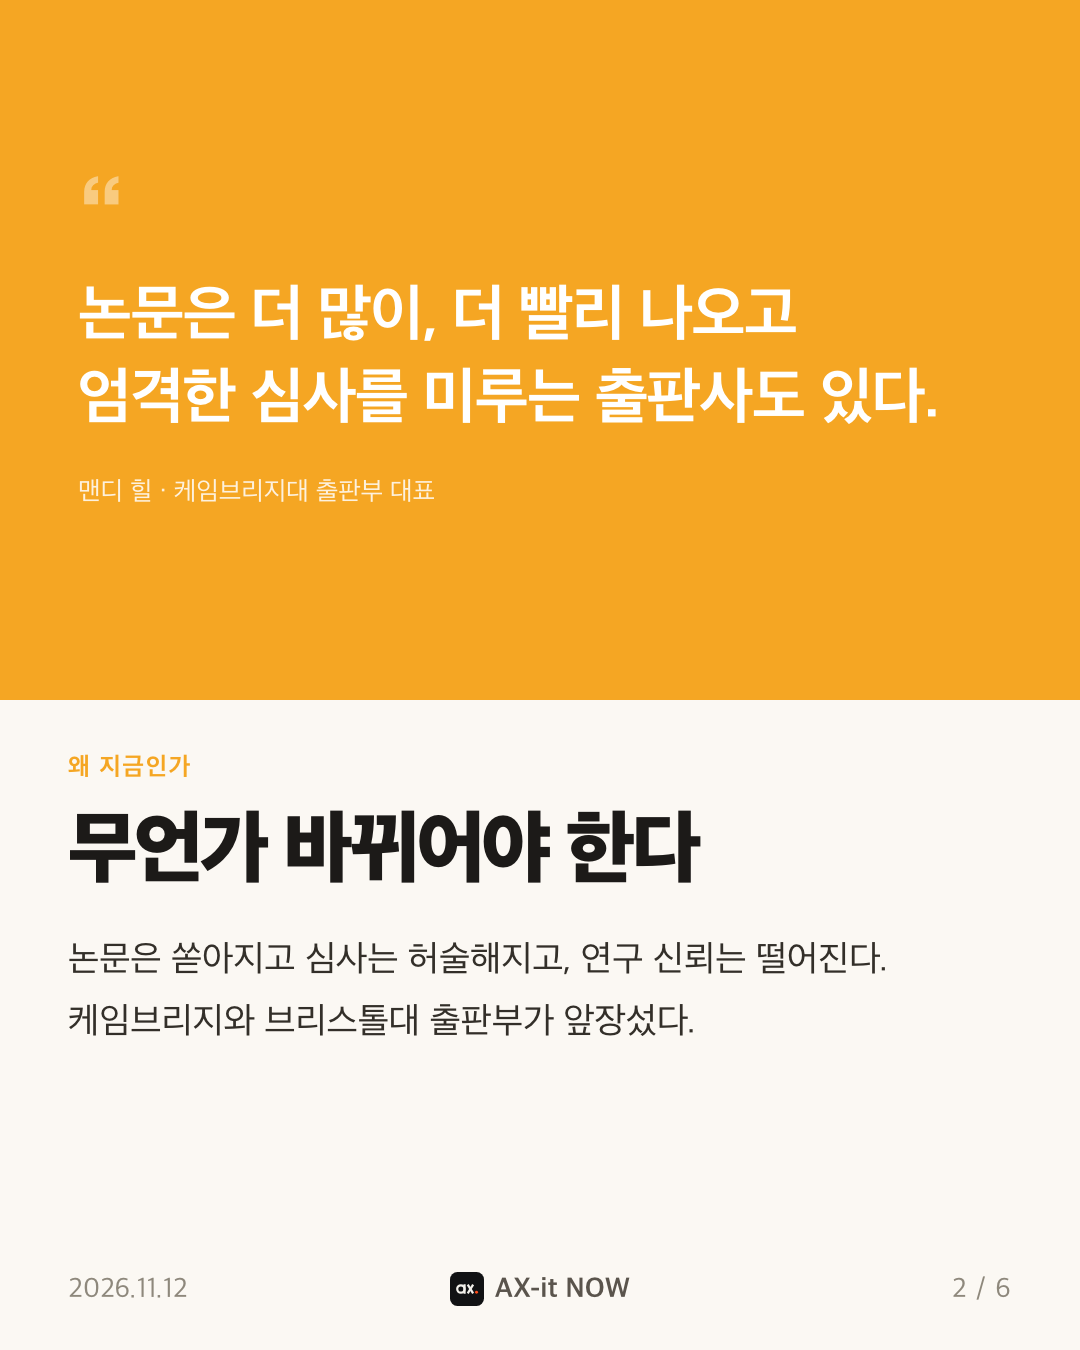 “
논문은 더 많이, 더 빨리 나오고
엄격한 심사를 미루는 출판사도 있다.
맨디 힐 · 케임브리지대 출판부 대표
왜 지금인가
무언가 바뀌어야 한다
논문은 쏟아지고 심사는 허술해지고, 연구 신뢰는 떨어진다.
케임브리지와 브리스톨대 출판부가 앞장섰다.
2026.11.12
ax. AX-it NOW
2 / 6